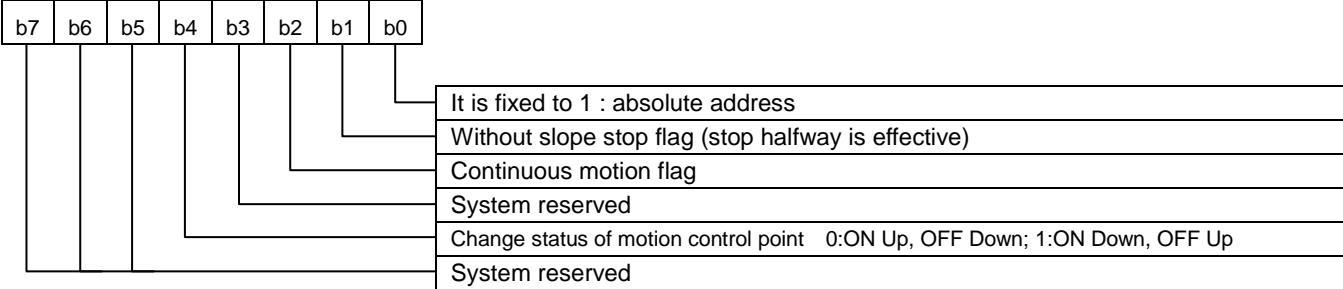 b7 b6 b5 b4 b3 b2 b1 b0
It is fixed to 1 : absolute address
Without slope stop flag (stop halfway is effective)
Continuous motion flag
System reserved
Change status of motion control point 0:ON Up, OFF Down; 1:ON Down, OFF Up
System reserved